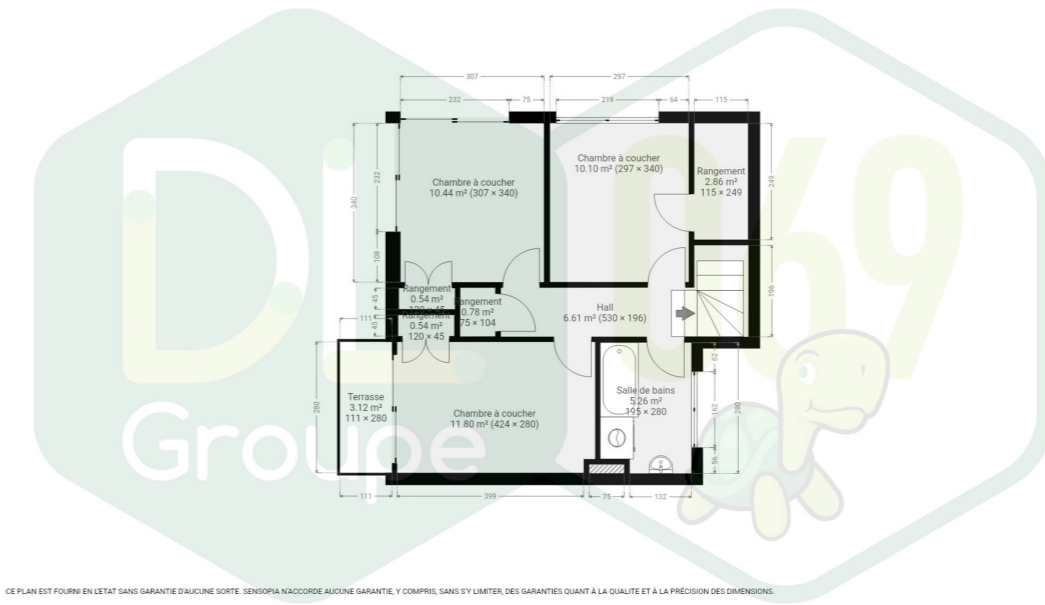 307
297
232
75
219
64
115
Chambre à coucher
10.44 m² (307 × 340)
Chambre à coucher
10.10 m² (297 × 340)
Rangement
2.86 m²
115 × 249
340
232
108
249
196
45
45
Rangement
0.54 m²
120 × 45
Rangement
0.54 m²
120 × 45
Rangement
0.78 m²
75 × 104
Hall
6.61 m² (530 × 196)
111
280
Terrasse
3.12 m²
111 × 280
Chambre à coucher
11.80 m² (424 × 280)
Salle de bains
5.26 m²
195 × 280
62
162
56
280
111
399
75
132
DL
Groupe
069
CE PLAN EST FOURNI EN L'ETAT SANS GARANTIE D'AUCUNE SORTE. SENSOPIA N'ACCORDE AUCUNE GARANTIE, Y COMPRIS, SANS S'Y LIMITER, DES GARANTIES QUANT À LA QUALITE ET À LA PRÉCISION DES DIMENSIONS.